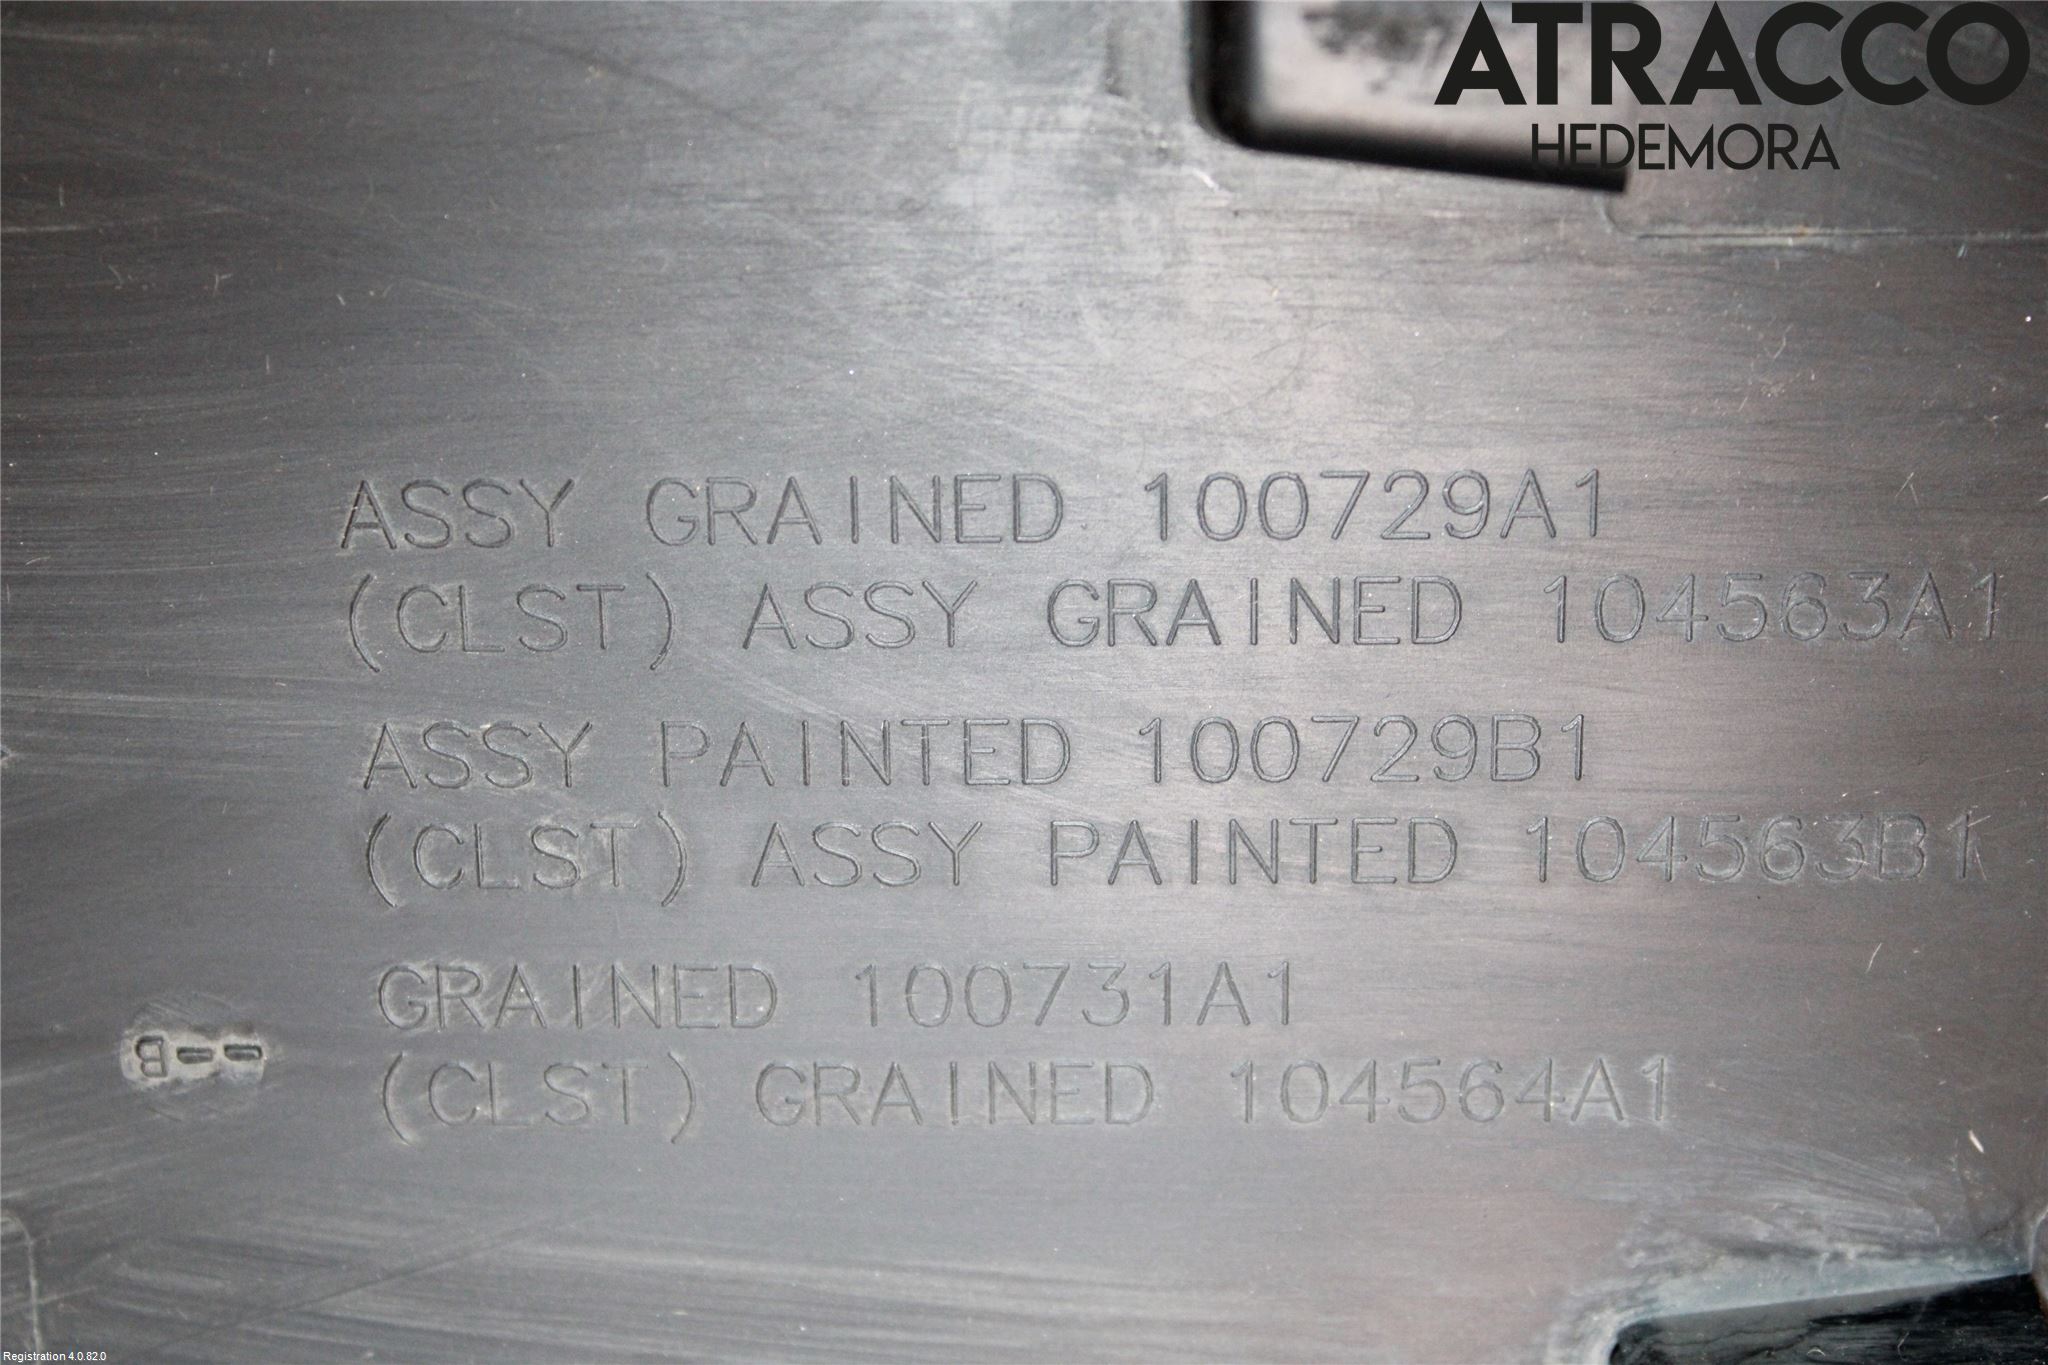 ATRACCO
HEDEMORA
ASSY GRAINED 100729A1
(CLST) ASSY GRAINED 104563A1
ASSY PAINTED 100729B1
(CLST) ASSY PAINTED 104563B1
GRAINED 100731A1
(CLST) GRAINED 104564A1
Registration 4.0.82.0